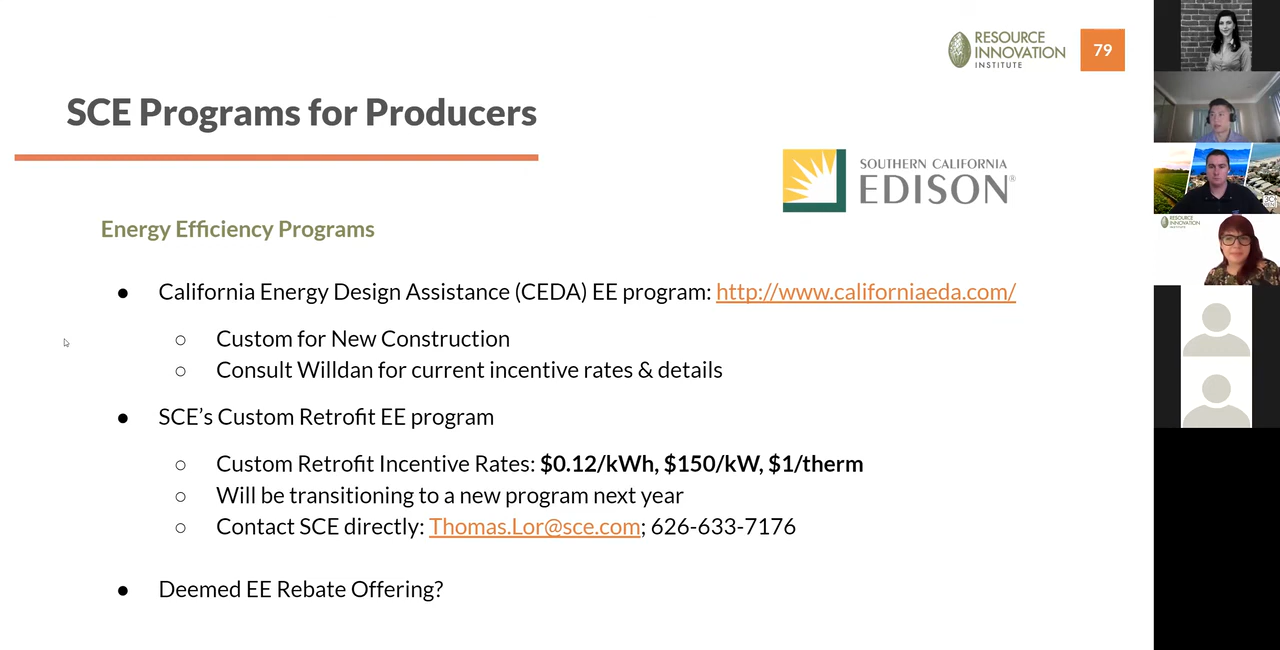 RESOURCE
INNOVATION
INSTITUTE
79
SCE Programs for Producers
SOUTHERN CALIFORNIA
EDISON®
Energy Efficiency Programs
● California Energy Design Assistance (CEDA) EE program: http://www.californiaeda.com/
○ Custom for New Construction
○ Consult Willdan for current incentive rates & details
● SCE’s Custom Retrofit EE program
○ Custom Retrofit Incentive Rates: $0.12/kWh, $150/kW, $1/therm
○ Will be transitioning to a new program next year
○ Contact SCE directly: Thomas.Lor@sce.com; 626-633-7176
● Deemed EE Rebate Offering?
RESOURCE
INNOVATION